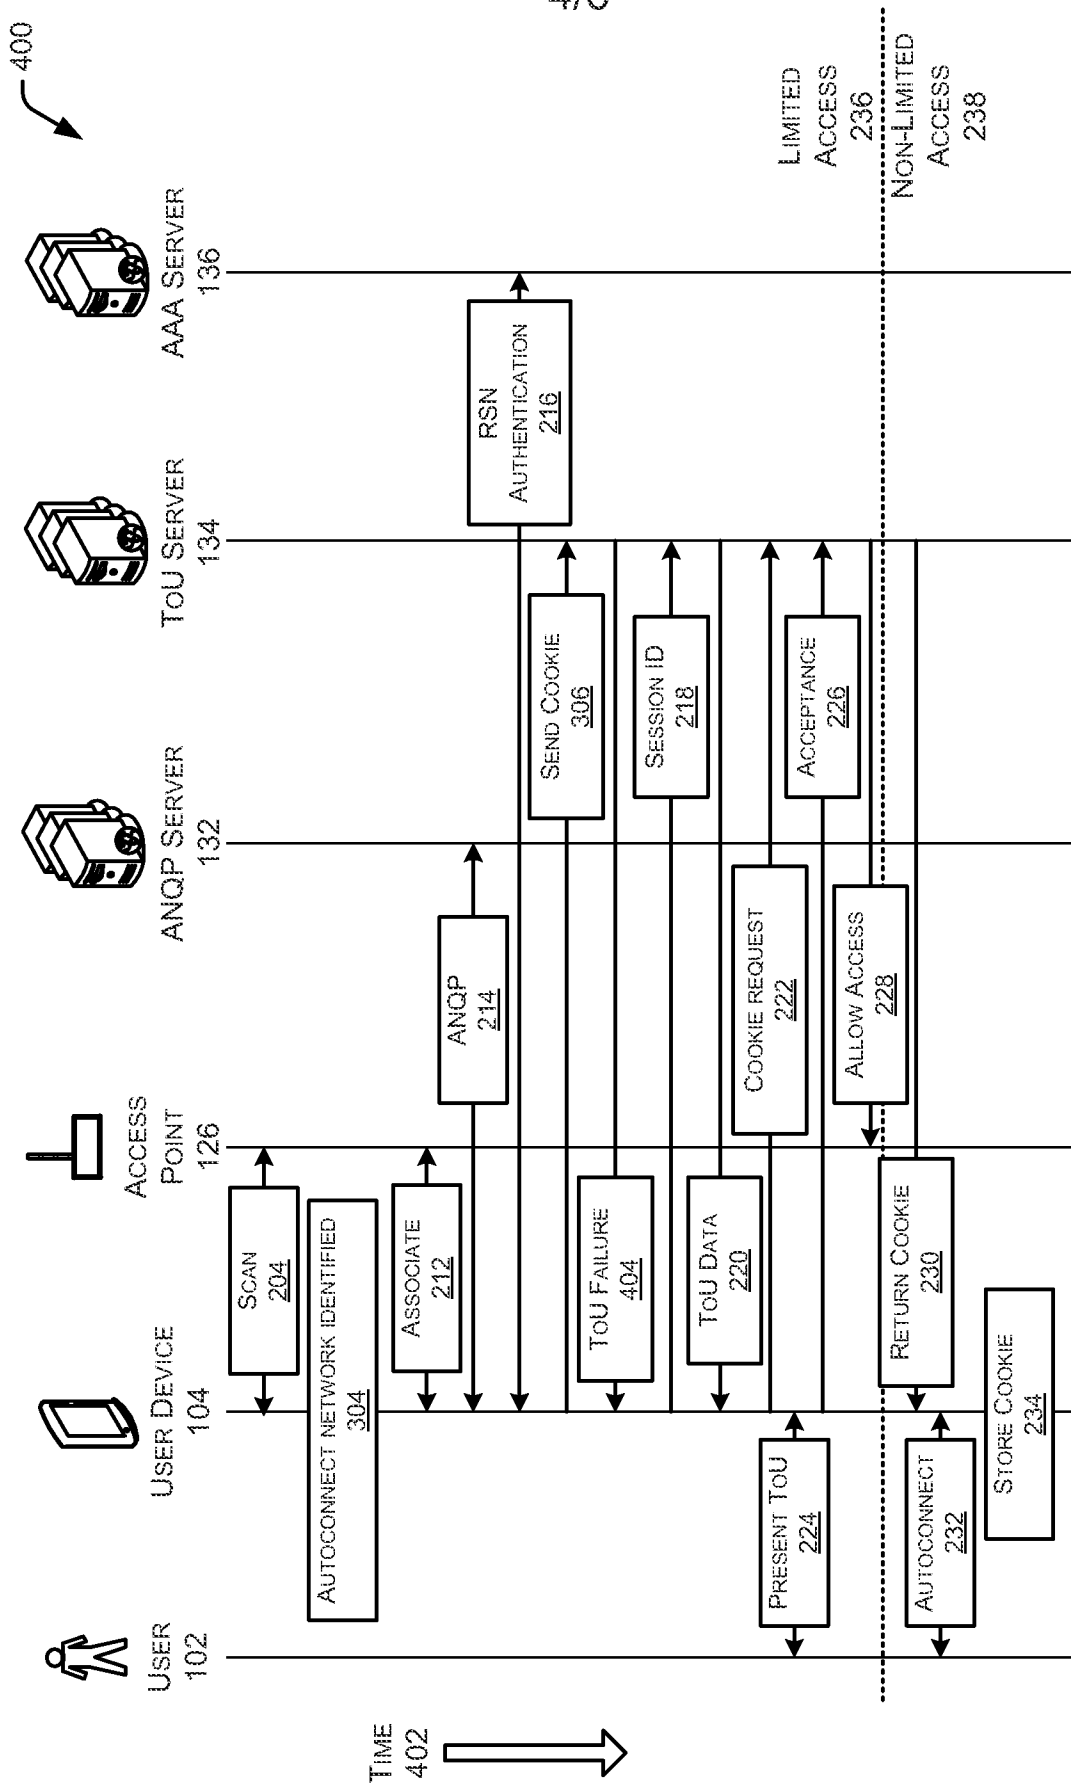 400
USER
102
USER DEVICE
104
ACCESS
POINT
126
ANQP SERVER
132
TOU SERVER
134
AAA SERVER
136
TIME
402
SCAN
204
AUTOCONNECT NETWORK IDENTIFIED
304
ASSOCIATE
212
ANQP
214
RSN
AUTHENTICATION
216
SEND COOKIE
306
TOU FAILURE
404
SESSION ID
218
TOU DATA
220
COOKIE REQUEST
222
PRESENT TOU
224
ACCEPTANCE
226
ALLOW ACCESS
228
LIMITED
ACCESS
236
NON-LIMITED
ACCESS
238
RETURN COOKIE
230
AUTOCONNECT
232
STORE COOKIE
234